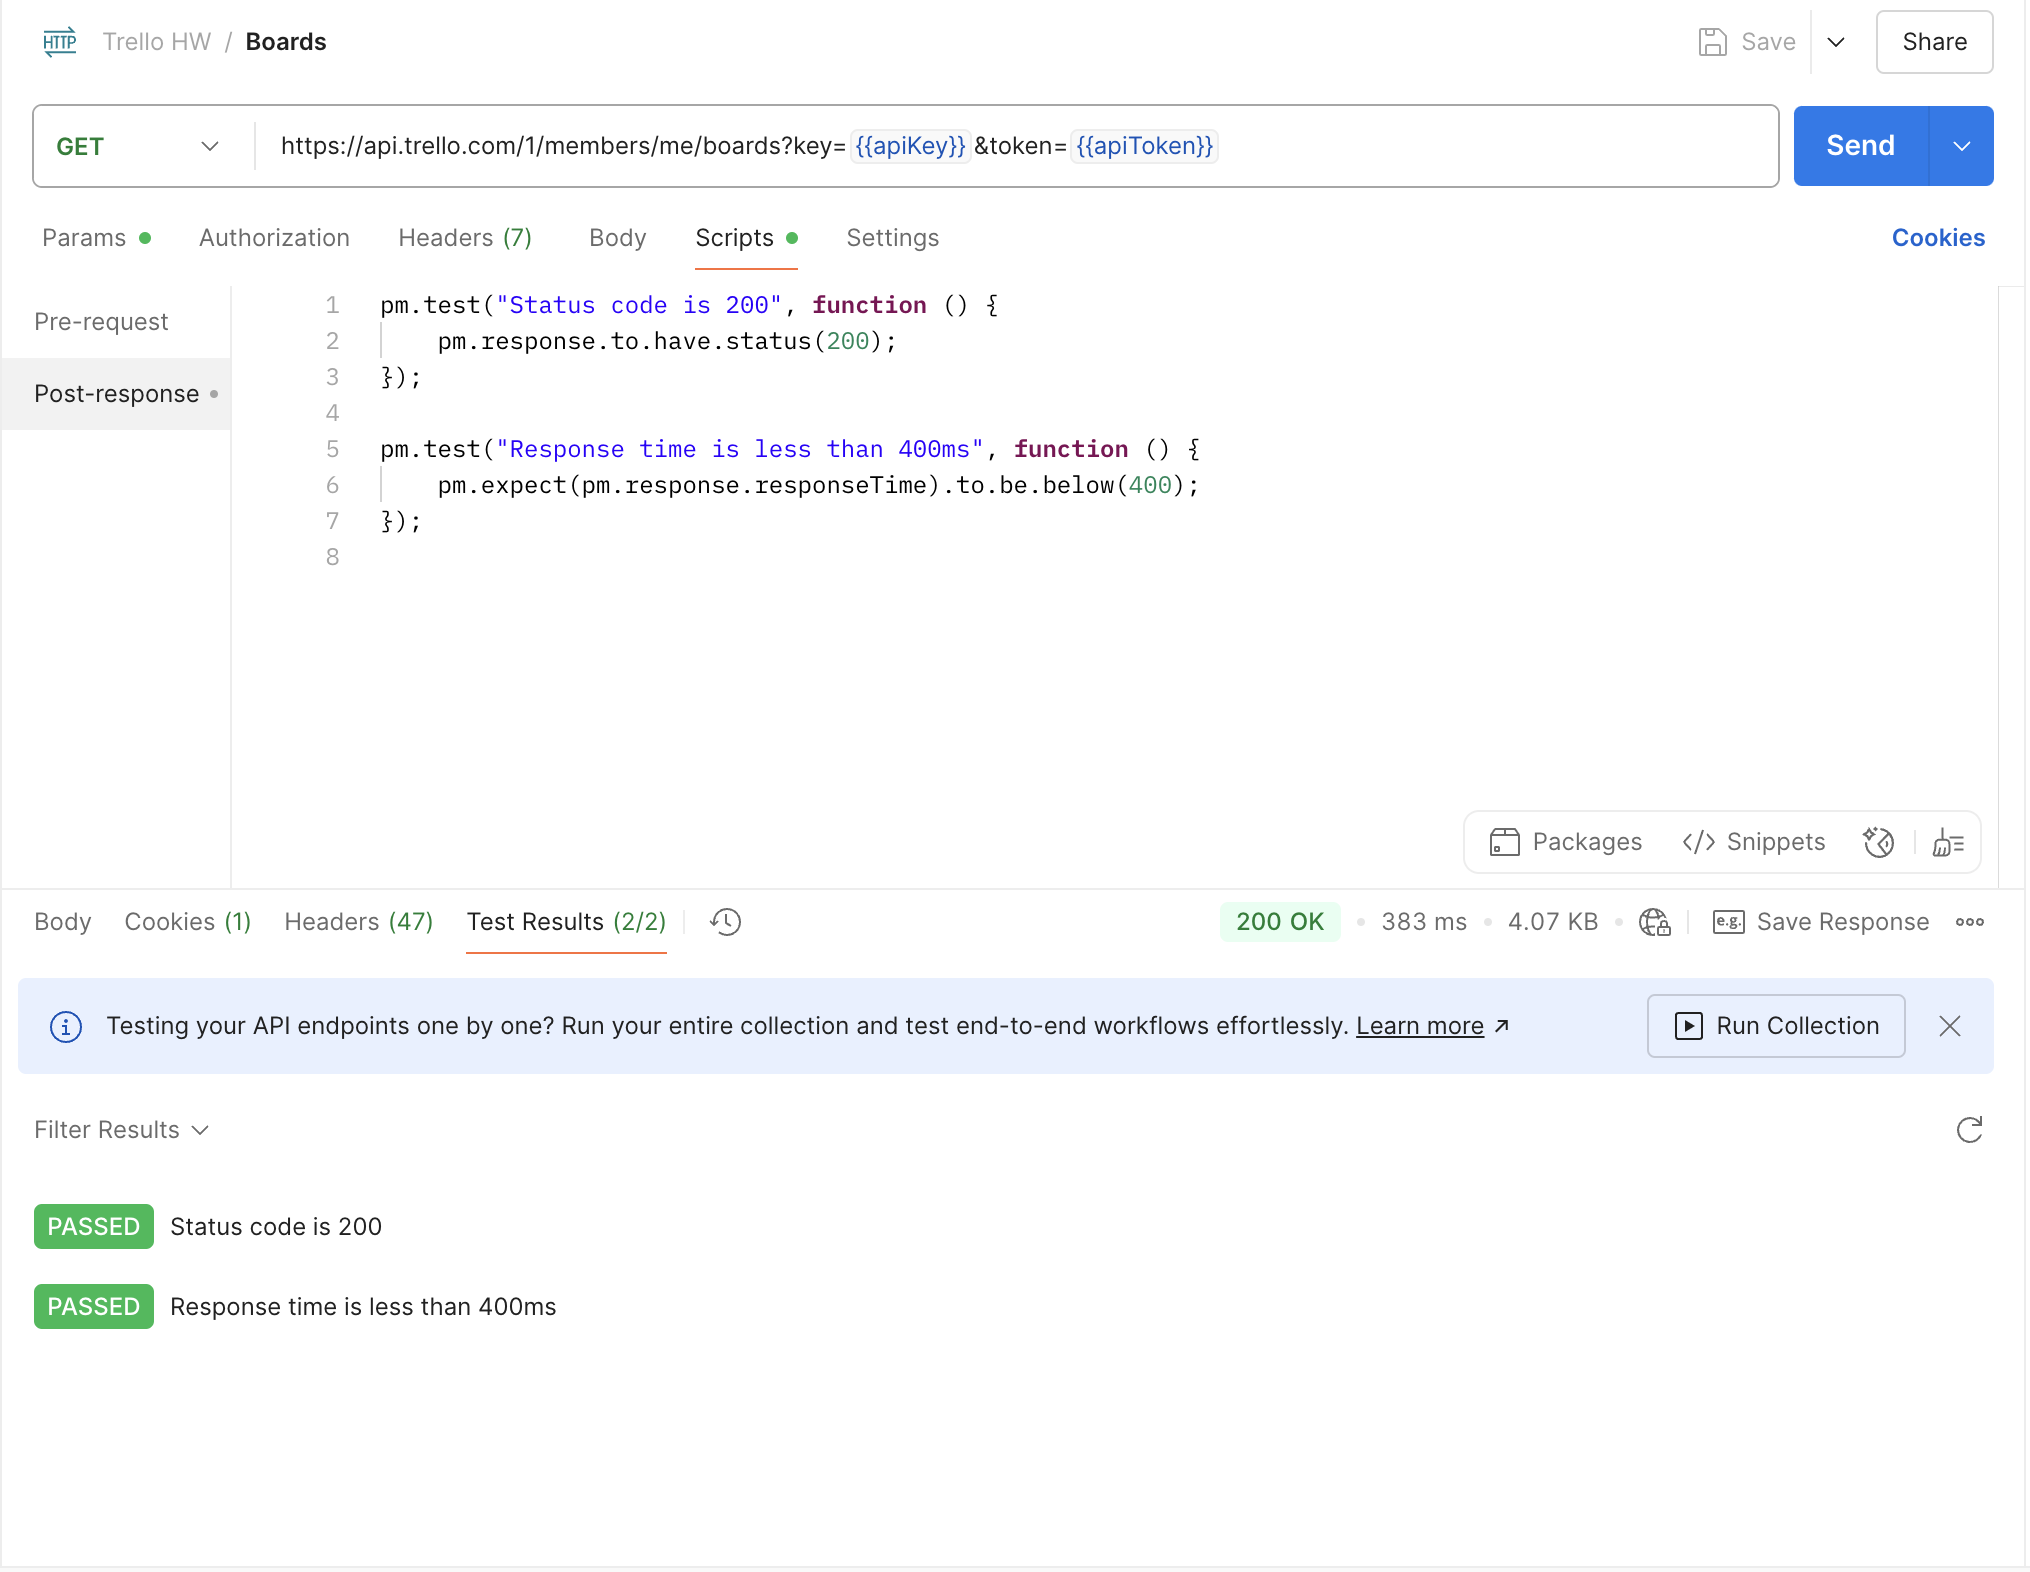 HTTP Trello HW / Boards Save Share
GET https://api.trello.com/1/members/me/boards?key={{apiKey}}&token={{apiToken}} Send
Params Authorization Headers (7) Body Scripts Settings Cookies
Pre-request
Post-response
1 pm.test("Status code is 200", function () {
2 pm.response.to.have.status(200);
3 });
4
5 pm.test("Response time is less than 400ms", function () {
6 pm.expect(pm.response.responseTime).to.be.below(400);
7 });
8
Packages </> Snippets
Body Cookies (1) Headers (47) Test Results (2/2) 200 OK • 383 ms • 4.07 KB • e.g. Save Response
Testing your API endpoints one by one? Run your entire collection and test end-to-end workflows effortlessly. Learn more ↗ Run Collection
Filter Results
PASSED Status code is 200
PASSED Response time is less than 400ms